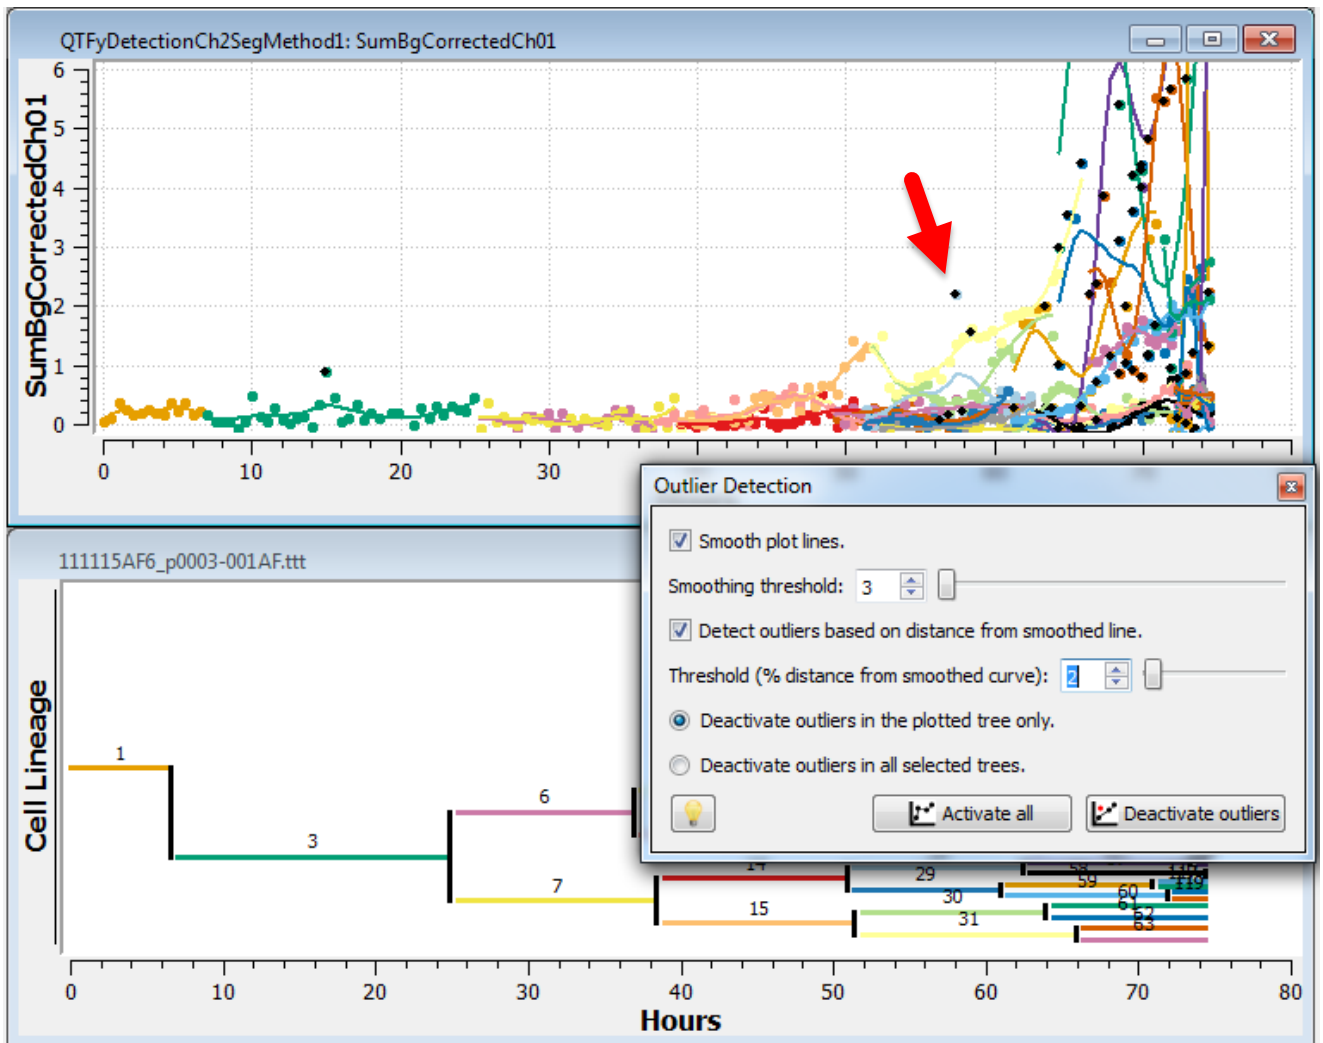 QTFyDetectionCh2SegMethod1: SumBgCorrectedCh01
SumBgCorrectedCh01
6
5
4
3
2
1
0
0 10 20 30
Outlier Detection
Smooth plot lines.
Smoothing threshold: 3
Detect outliers based on distance from smoothed line.
Threshold (% distance from smoothed curve): 2
Deactivate outliers in the plotted tree only.
Deactivate outliers in all selected trees.
Activate all Deactivate outliers
111115AF6_p0003-001AF.ttt
Cell Lineage
1
3
6
7
14
15
29
30
31
58
59
60
61
62
63
119
0 10 20 30 40 50 60 70 80
Hours